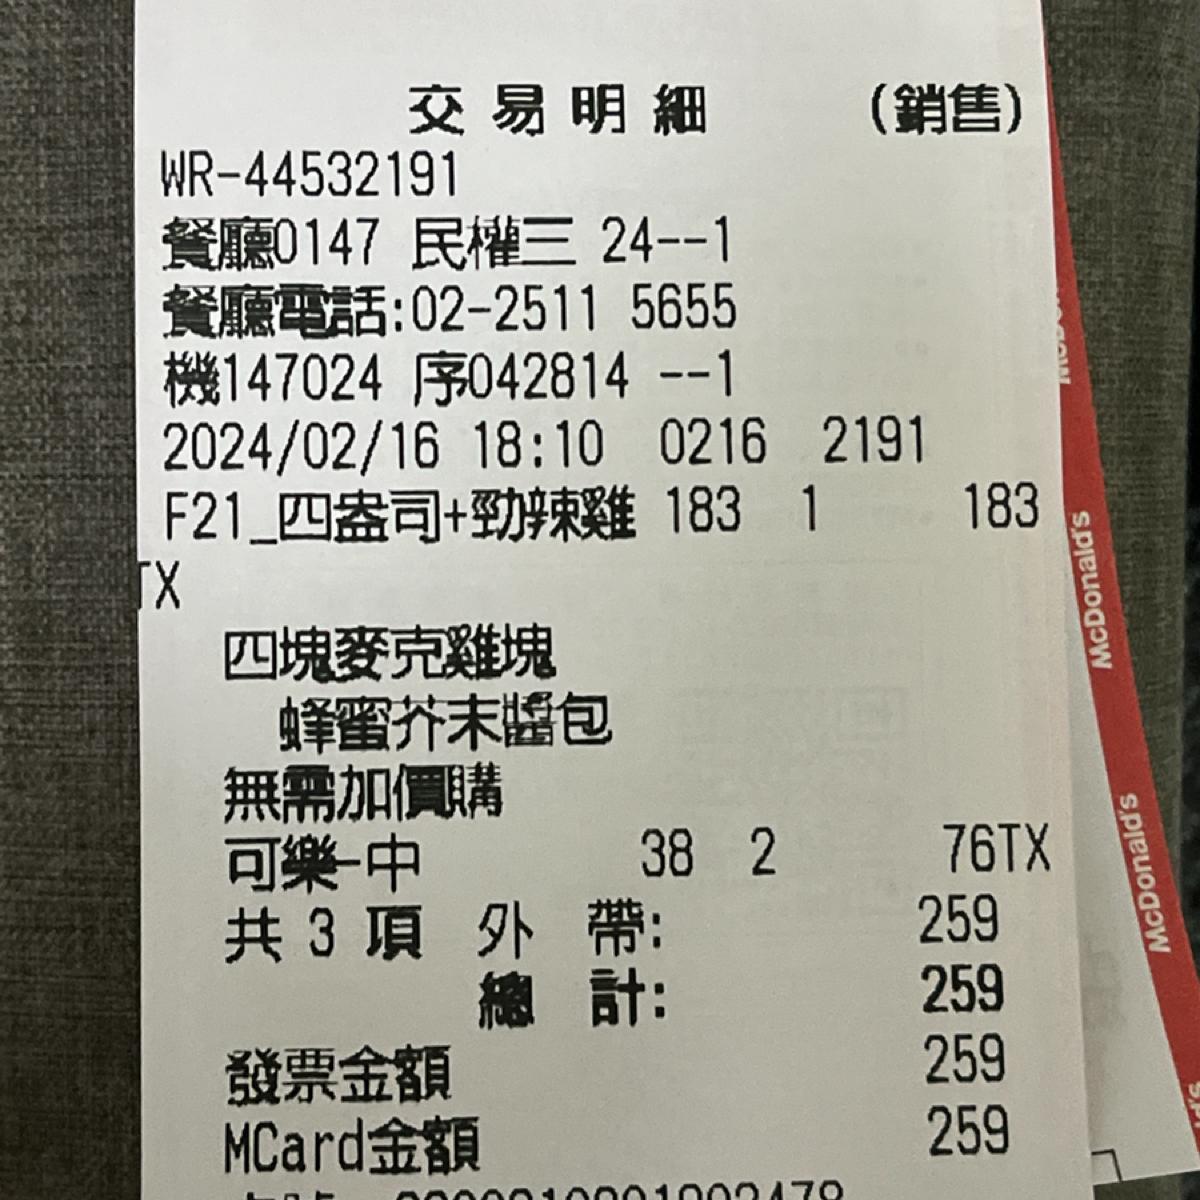 交易明細 (銷售)
WR-44532191
餐廳0147 民權三 24--1
餐廳電話:02-2511 5655
機147024 序042814 --1
2024/02/16 18:10 0216 2191
F21_四盎司+勁辣雞 183 1 183
TX
四塊麥克雞塊
蜂蜜芥末醬包
無需加價購
可樂-中 38 2 76TX
共 3 項 外 帶: 259
總 計: 259
發票金額 259
MCard金額 259
McDonald's
McDonald's